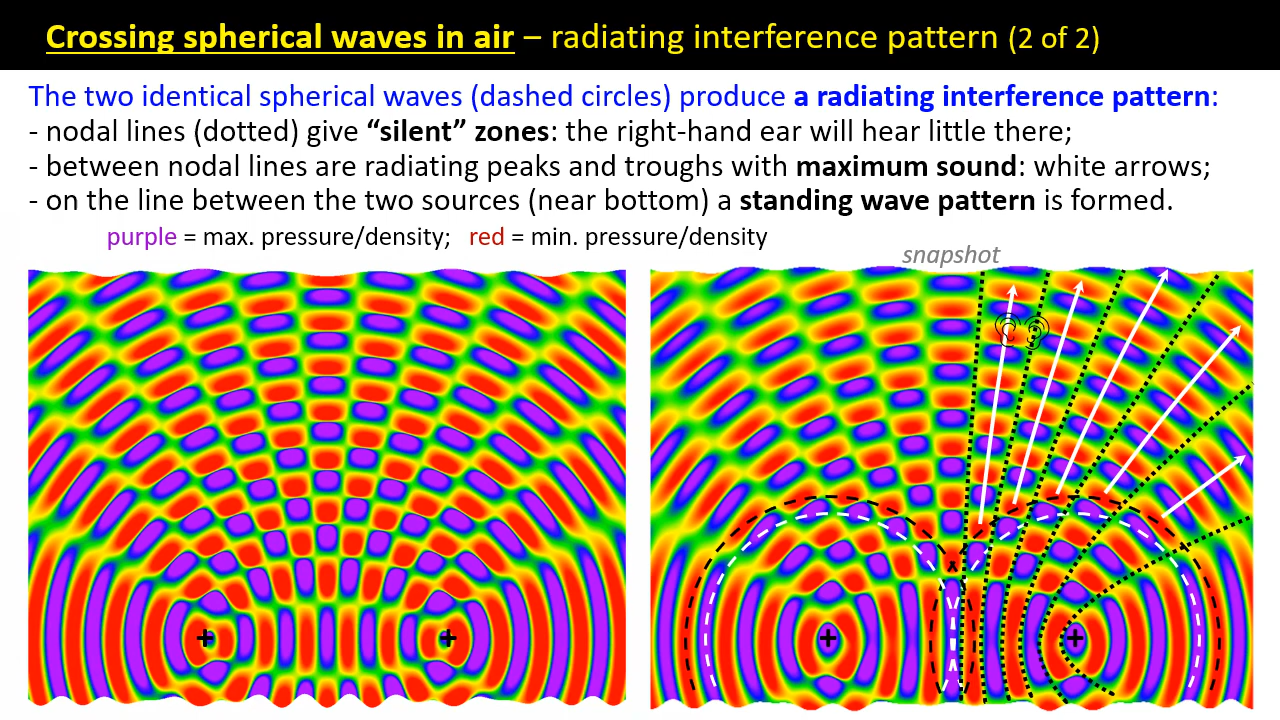 Crossing spherical waves in air – radiating interference pattern (2 of 2)
The two identical spherical waves (dashed circles) produce a radiating interference pattern:
- nodal lines (dotted) give “silent” zones: the right-hand ear will hear little there;
- between nodal lines are radiating peaks and troughs with maximum sound: white arrows;
- on the line between the two sources (near bottom) a standing wave pattern is formed.
purple = max. pressure/density; red = min. pressure/density
snapshot